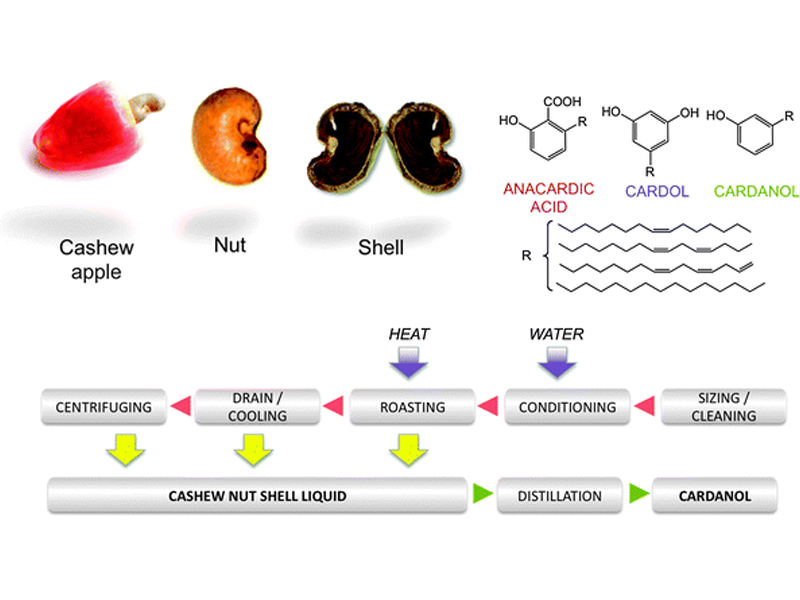 COOH
HO
R
HO
OH
R
HO
R
ANACARDIC
ACID
CARDOL
CARDANOL
Cashew
apple
Nut
Shell
R
HEAT
WATER
CENTRIFUGING
DRAIN /
COOLING
ROASTING
CONDITIONING
SIZING /
CLEANING
CASHEW NUT SHELL LIQUID
DISTILLATION
CARDANOL